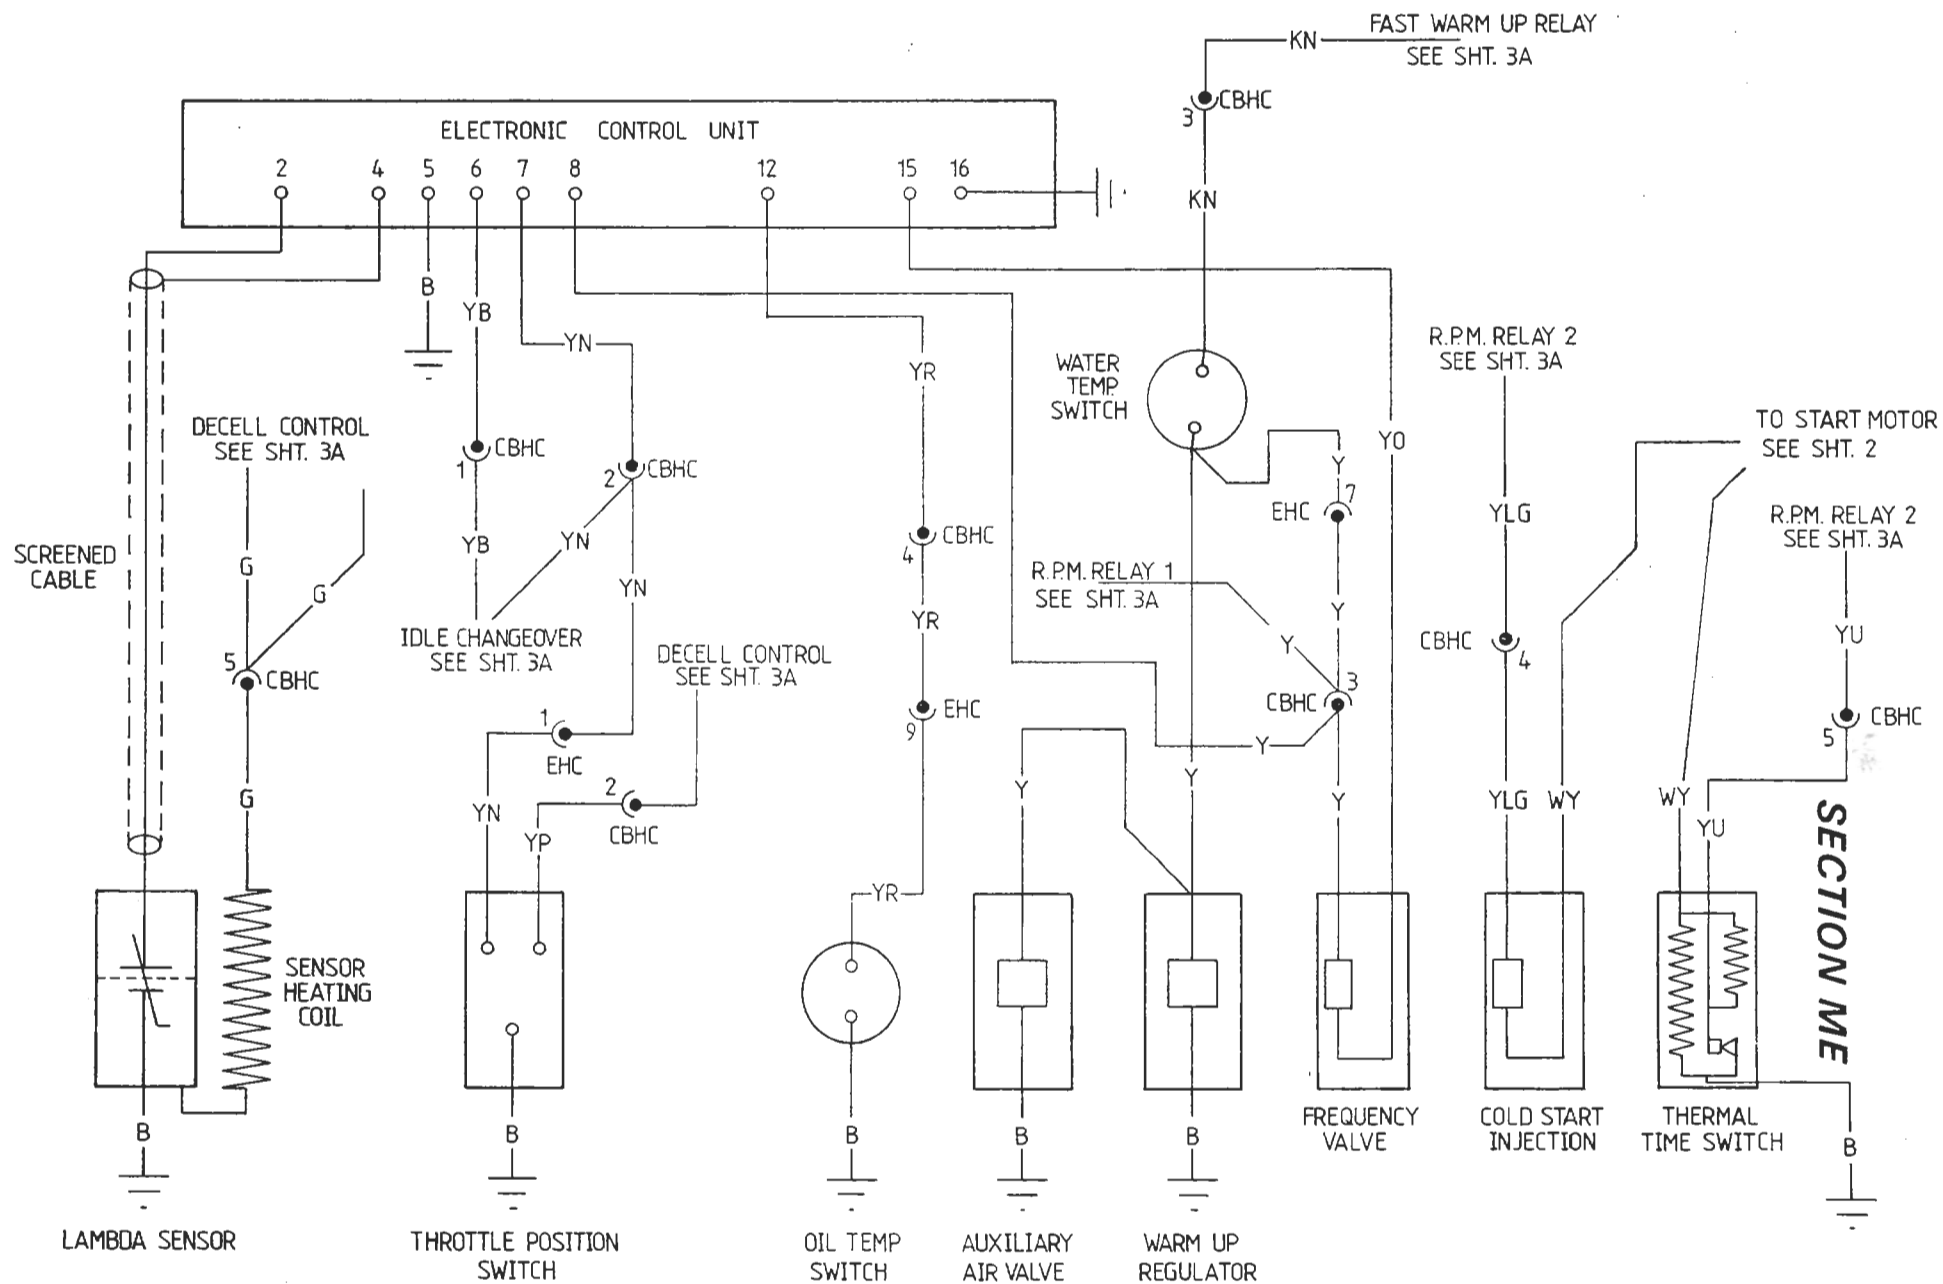 FAST WARM UP RELAY
SEE SHT. 3A
KN
CBHC
3
KN
ELECTRONIC CONTROL UNIT
2 4 5 6 7 8 12 15 16
B
YB
YN
YR
WATER
TEMP.
SWITCH
R.P.M. RELAY 2
SEE SHT. 3A
YO
TO START MOTOR
SEE SHT. 2
DECELL CONTROL
SEE SHT. 3A
1
CBHC
2
CBHC
Y
7
EHC
YLG
R.P.M. RELAY 2
SEE SHT. 3A
SCREENED
CABLE
G
G
YB
YN
YN
4
CBHC
R.P.M. RELAY 1
SEE SHT. 3A
Y
Y
YR
IDLE CHANGEOVER
SEE SHT. 3A
DECELL CONTROL
SEE SHT. 3A
CBHC
4
YU
5
CBHC
CBHC
3
EHC
9
CBHC
5
1
EHC
Y
Y
Y
Y
G
YN
2
CBHC
YP
YLG
WY
WY
YU
SECTION ME
YR
SENSOR
HEATING
COIL
B
B
B
B
B
B
FREQUENCY
VALVE
COLD START
INJECTION
THERMAL
TIME SWITCH
LAMBDA SENSOR
THROTTLE POSITION
SWITCH
OIL TEMP
SWITCH
AUXILIARY
AIR VALVE
WARM UP
REGULATOR